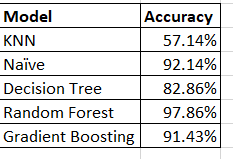 Model Accuracy
KNN 57.14%
Naïve 92.14%
Decision Tree 82.86%
Random Forest 97.86%
Gradient Boosting 91.43%